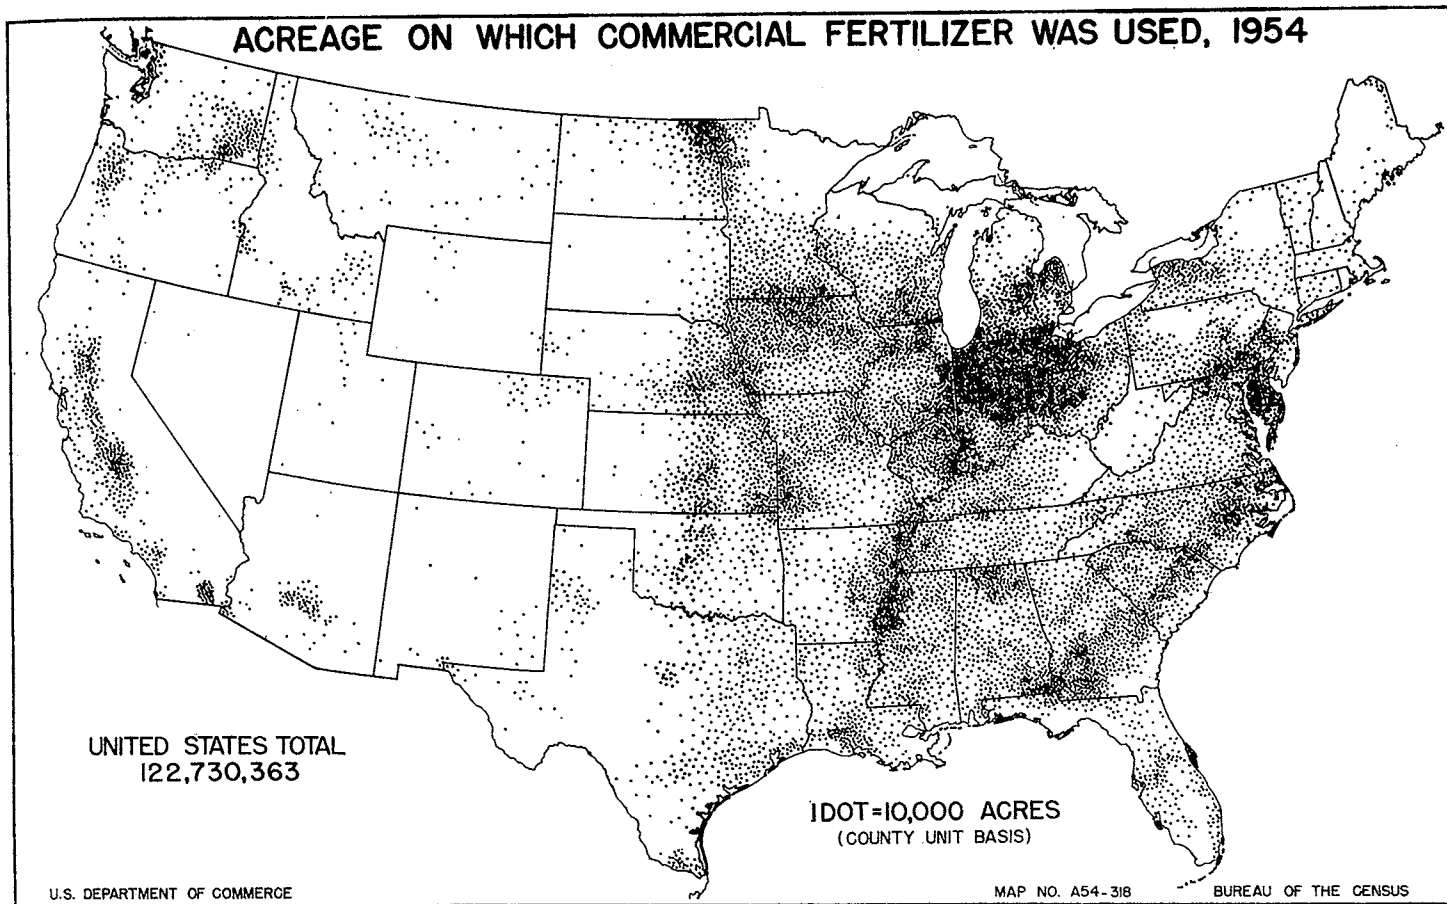 ACREAGE ON WHICH COMMERCIAL FERTILIZER WAS USED, 1954
UNITED STATES TOTAL
122,730,363
1 DOT=10,000 ACRES
(COUNTY UNIT BASIS)
U.S. DEPARTMENT OF COMMERCE
MAP NO. A54-318
BUREAU OF THE CENSUS